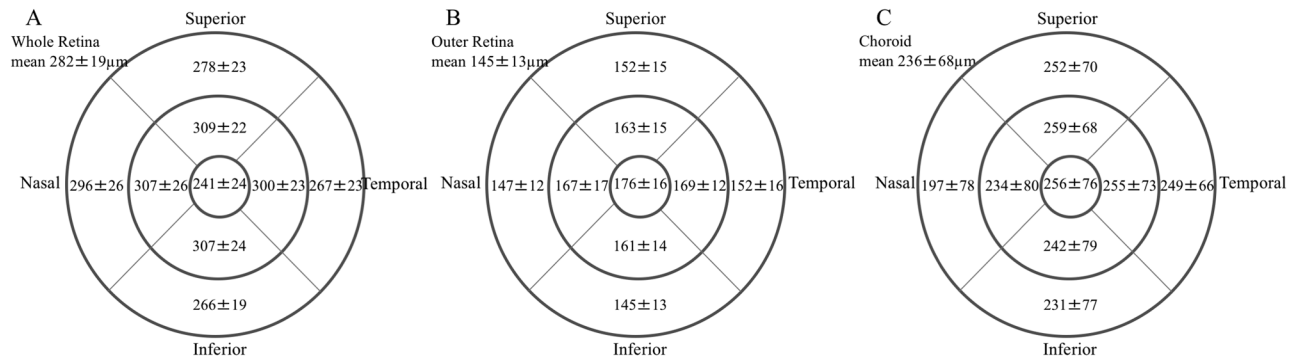 A
Superior
Whole Retina
mean 282±19μm
278±23
309±22
Nasal
296±26
307±26
241±24
300±23
267±23
Temporal
307±24
266±19
Inferior
B
Superior
Outer Retina
mean 145±13μm
152±15
163±15
Nasal
147±12
167±17
176±16
169±12
152±16
Temporal
161±14
145±13
Inferior
C
Superior
Choroid
mean 236±68μm
252±70
259±68
Nasal
197±78
234±80
256±76
255±73
249±66
Temporal
242±79
231±77
Inferior